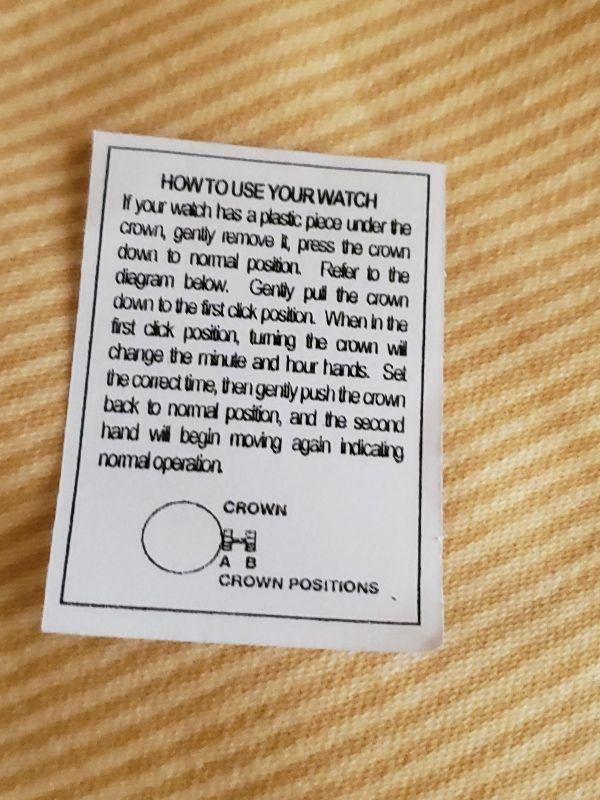 HOW TO USE YOUR WATCH
If your watch has a plastic piece under the
crown, gently remove it, press the crown
down to normal position. Refer to the
diagram below. Gently pull the crown
down to the first click position. When in the
first click position, turning the crown will
change the minute and hour hands. Set
the correct time, then gently push the crown
back to normal position, and the second
hand will begin moving again indicating
normal operation.
CROWN
A B
CROWN POSITIONS